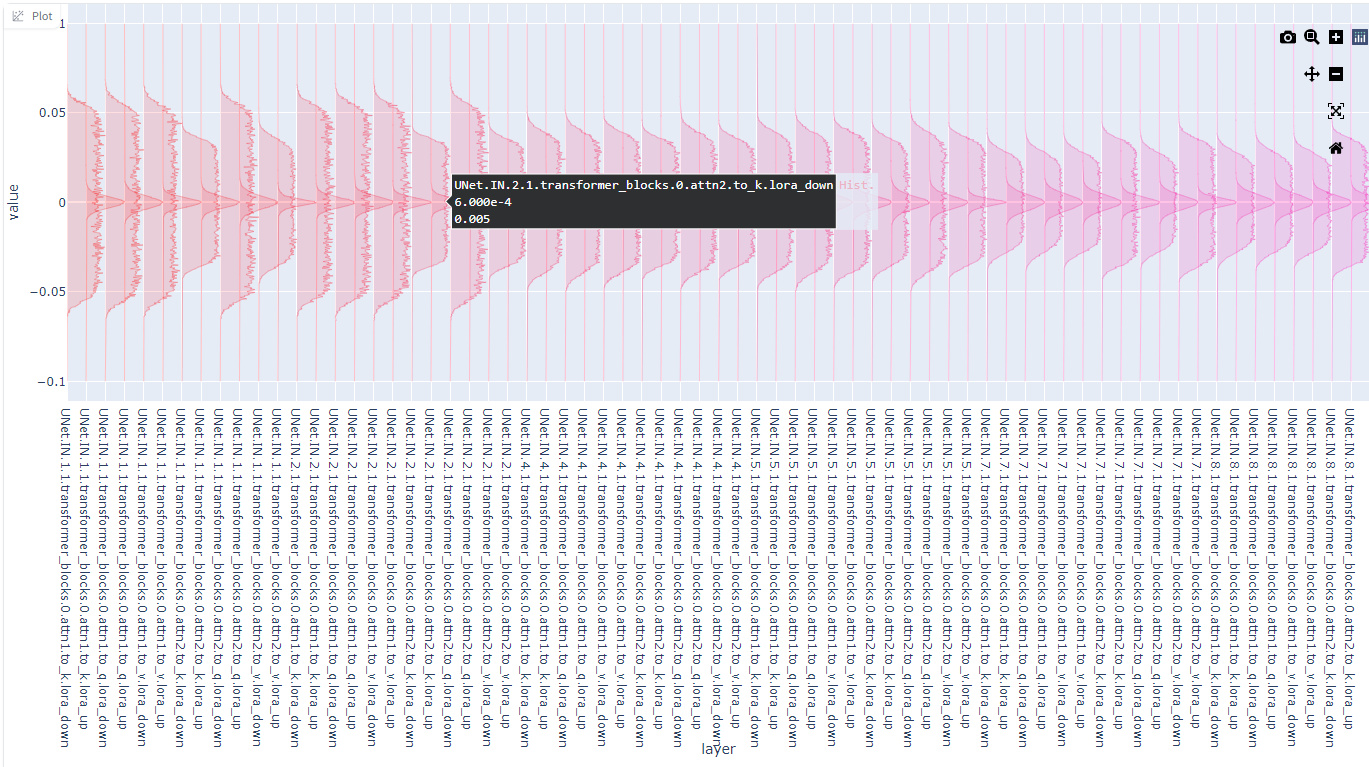 Plot
1
0.05
0
−0.05
−0.1
value
UNet.IN.2.1.transformer_blocks.0.attn2.to_k.lora_down Hist.
6.000e-4
0.005
UNet.IN.1.1.transformer_blocks.0.attn1.to_k.lora_down
UNet.IN.1.1.transformer_blocks.0.attn1.to_k.lora_up
UNet.IN.1.1.transformer_blocks.0.attn1.to_q.lora_down
UNet.IN.1.1.transformer_blocks.0.attn1.to_q.lora_up
UNet.IN.1.1.transformer_blocks.0.attn1.to_v.lora_down
UNet.IN.1.1.transformer_blocks.0.attn1.to_v.lora_up
UNet.IN.1.1.transformer_blocks.0.attn2.to_k.lora_down
UNet.IN.1.1.transformer_blocks.0.attn2.to_k.lora_up
UNet.IN.1.1.transformer_blocks.0.attn2.to_q.lora_down
UNet.IN.1.1.transformer_blocks.0.attn2.to_q.lora_up
UNet.IN.1.1.transformer_blocks.0.attn2.to_v.lora_down
UNet.IN.1.1.transformer_blocks.0.attn2.to_v.lora_up
UNet.IN.2.1.transformer_blocks.0.attn1.to_k.lora_down
UNet.IN.2.1.transformer_blocks.0.attn1.to_k.lora_up
UNet.IN.2.1.transformer_blocks.0.attn1.to_q.lora_down
UNet.IN.2.1.transformer_blocks.0.attn1.to_q.lora_up
UNet.IN.2.1.transformer_blocks.0.attn1.to_v.lora_down
UNet.IN.2.1.transformer_blocks.0.attn1.to_v.lora_up
UNet.IN.2.1.transformer_blocks.0.attn2.to_k.lora_down
UNet.IN.2.1.transformer_blocks.0.attn2.to_k.lora_up
UNet.IN.2.1.transformer_blocks.0.attn2.to_q.lora_down
UNet.IN.2.1.transformer_blocks.0.attn2.to_q.lora_up
UNet.IN.2.1.transformer_blocks.0.attn2.to_v.lora_down
UNet.IN.2.1.transformer_blocks.0.attn2.to_v.lora_up
UNet.IN.4.1.transformer_blocks.0.attn1.to_k.lora_down
UNet.IN.4.1.transformer_blocks.0.attn1.to_k.lora_up
UNet.IN.4.1.transformer_blocks.0.attn1.to_q.lora_down
UNet.IN.4.1.transformer_blocks.0.attn1.to_q.lora_up
UNet.IN.4.1.transformer_blocks.0.attn1.to_v.lora_down
UNet.IN.4.1.transformer_blocks.0.attn1.to_v.lora_up
UNet.IN.4.1.transformer_blocks.0.attn2.to_k.lora_down
UNet.IN.4.1.transformer_blocks.0.attn2.to_k.lora_up
UNet.IN.4.1.transformer_blocks.0.attn2.to_q.lora_down
UNet.IN.4.1.transformer_blocks.0.attn2.to_q.lora_up
UNet.IN.4.1.transformer_blocks.0.attn2.to_v.lora_down
UNet.IN.4.1.transformer_blocks.0.attn2.to_v.lora_up
UNet.IN.5.1.transformer_blocks.0.attn1.to_k.lora_down
UNet.IN.5.1.transformer_blocks.0.attn1.to_k.lora_up
UNet.IN.5.1.transformer_blocks.0.attn1.to_q.lora_down
UNet.IN.5.1.transformer_blocks.0.attn1.to_q.lora_up
UNet.IN.5.1.transformer_blocks.0.attn1.to_v.lora_down
UNet.IN.5.1.transformer_blocks.0.attn1.to_v.lora_up
UNet.IN.5.1.transformer_blocks.0.attn2.to_k.lora_down
UNet.IN.5.1.transformer_blocks.0.attn2.to_k.lora_up
UNet.IN.5.1.transformer_blocks.0.attn2.to_q.lora_down
UNet.IN.5.1.transformer_blocks.0.attn2.to_q.lora_up
UNet.IN.5.1.transformer_blocks.0.attn2.to_v.lora_down
UNet.IN.5.1.transformer_blocks.0.attn2.to_v.lora_up
UNet.IN.7.1.transformer_blocks.0.attn1.to_k.lora_down
UNet.IN.7.1.transformer_blocks.0.attn1.to_k.lora_up
UNet.IN.7.1.transformer_blocks.0.attn1.to_q.lora_down
UNet.IN.7.1.transformer_blocks.0.attn1.to_q.lora_up
UNet.IN.7.1.transformer_blocks.0.attn1.to_v.lora_down
UNet.IN.7.1.transformer_blocks.0.attn1.to_v.lora_up
UNet.IN.7.1.transformer_blocks.0.attn2.to_k.lora_down
UNet.IN.7.1.transformer_blocks.0.attn2.to_k.lora_up
UNet.IN.7.1.transformer_blocks.0.attn2.to_q.lora_down
UNet.IN.7.1.transformer_blocks.0.attn2.to_q.lora_up
UNet.IN.7.1.transformer_blocks.0.attn2.to_v.lora_down
UNet.IN.7.1.transformer_blocks.0.attn2.to_v.lora_up
UNet.IN.8.1.transformer_blocks.0.attn1.to_k.lora_down
UNet.IN.8.1.transformer_blocks.0.attn1.to_k.lora_up
UNet.IN.8.1.transformer_blocks.0.attn1.to_q.lora_down
UNet.IN.8.1.transformer_blocks.0.attn1.to_q.lora_up
UNet.IN.8.1.transformer_blocks.0.attn1.to_v.lora_down
UNet.IN.8.1.transformer_blocks.0.attn1.to_v.lora_up
UNet.IN.8.1.transformer_blocks.0.attn2.to_k.lora_down
UNet.IN.8.1.transformer_blocks.0.attn2.to_k.lora_up
layer